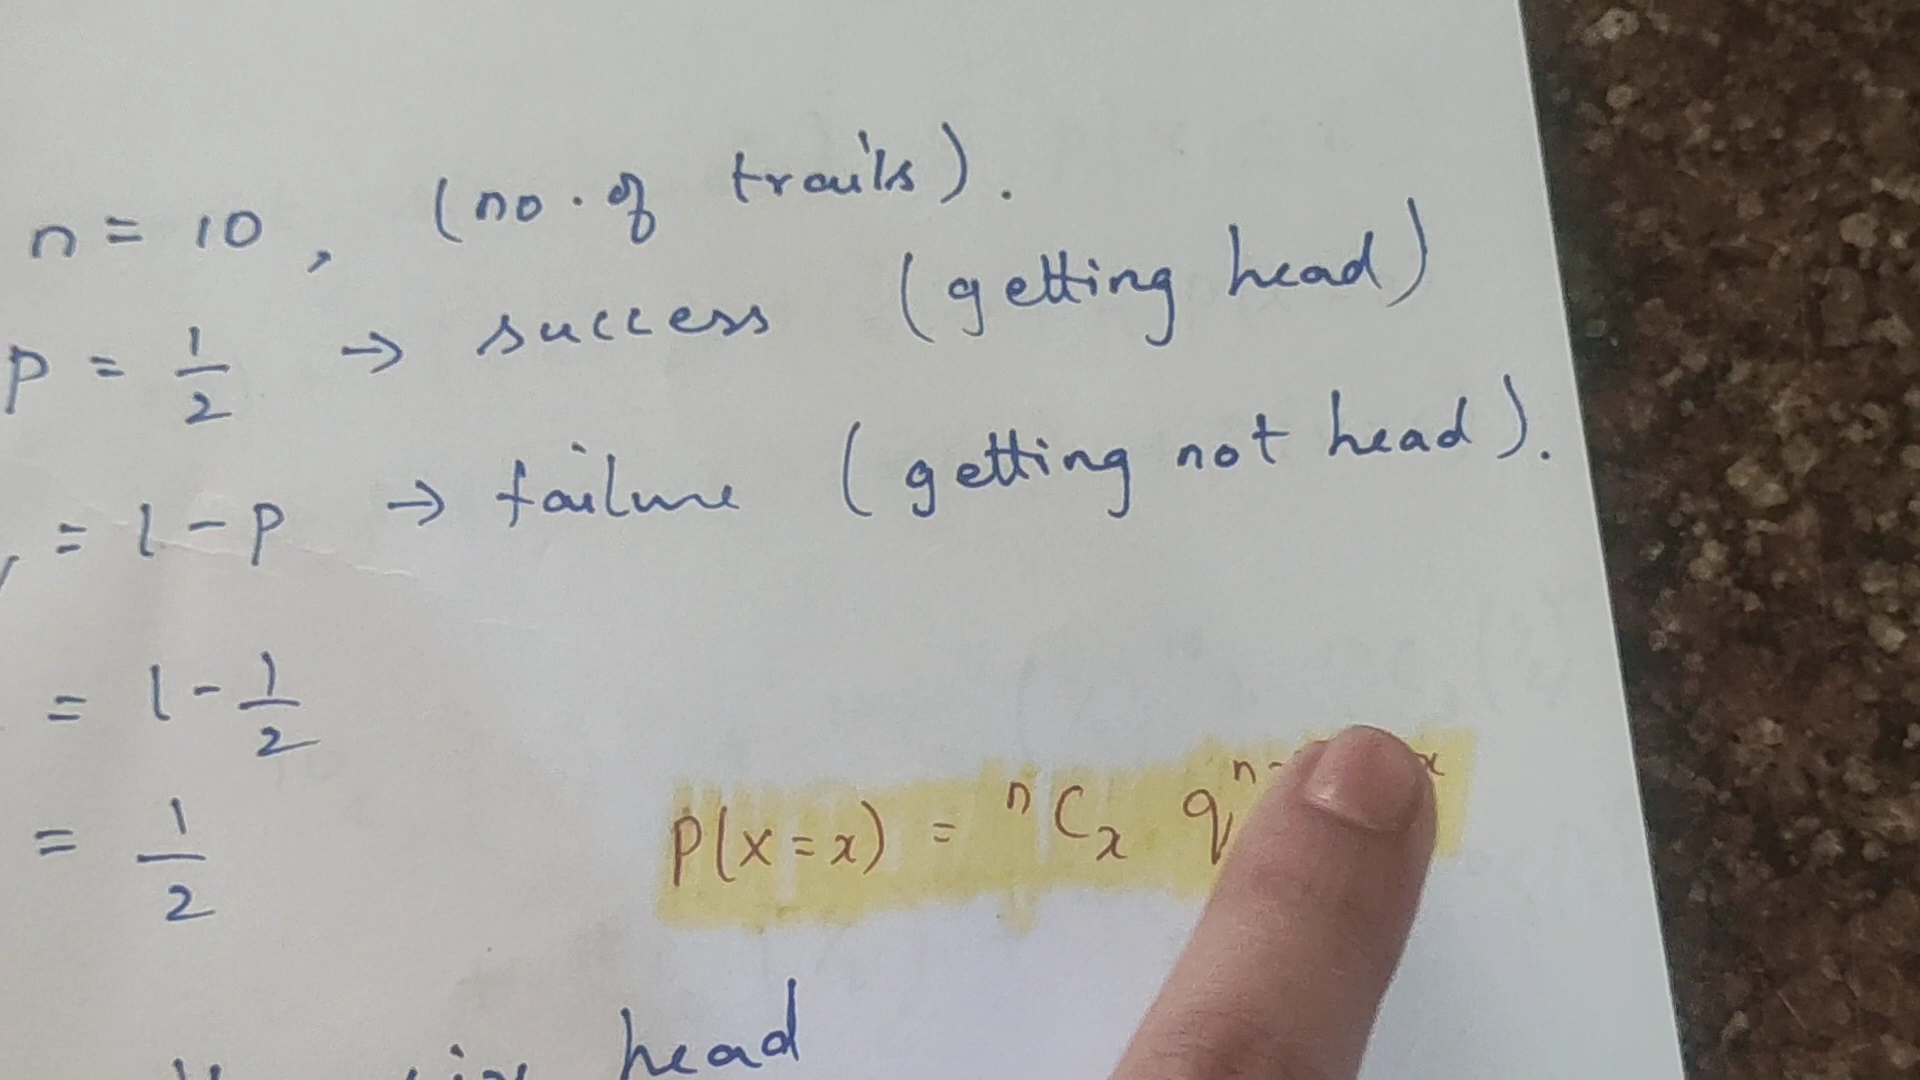 n = 10, (no. of trails).
p = 1/2 → success (getting head)
= 1 - p → failure (getting not head).
= 1 - 1/2
= 1/2
P(X = x) = ⁿCₓ qⁿ⁻ ˣ
head